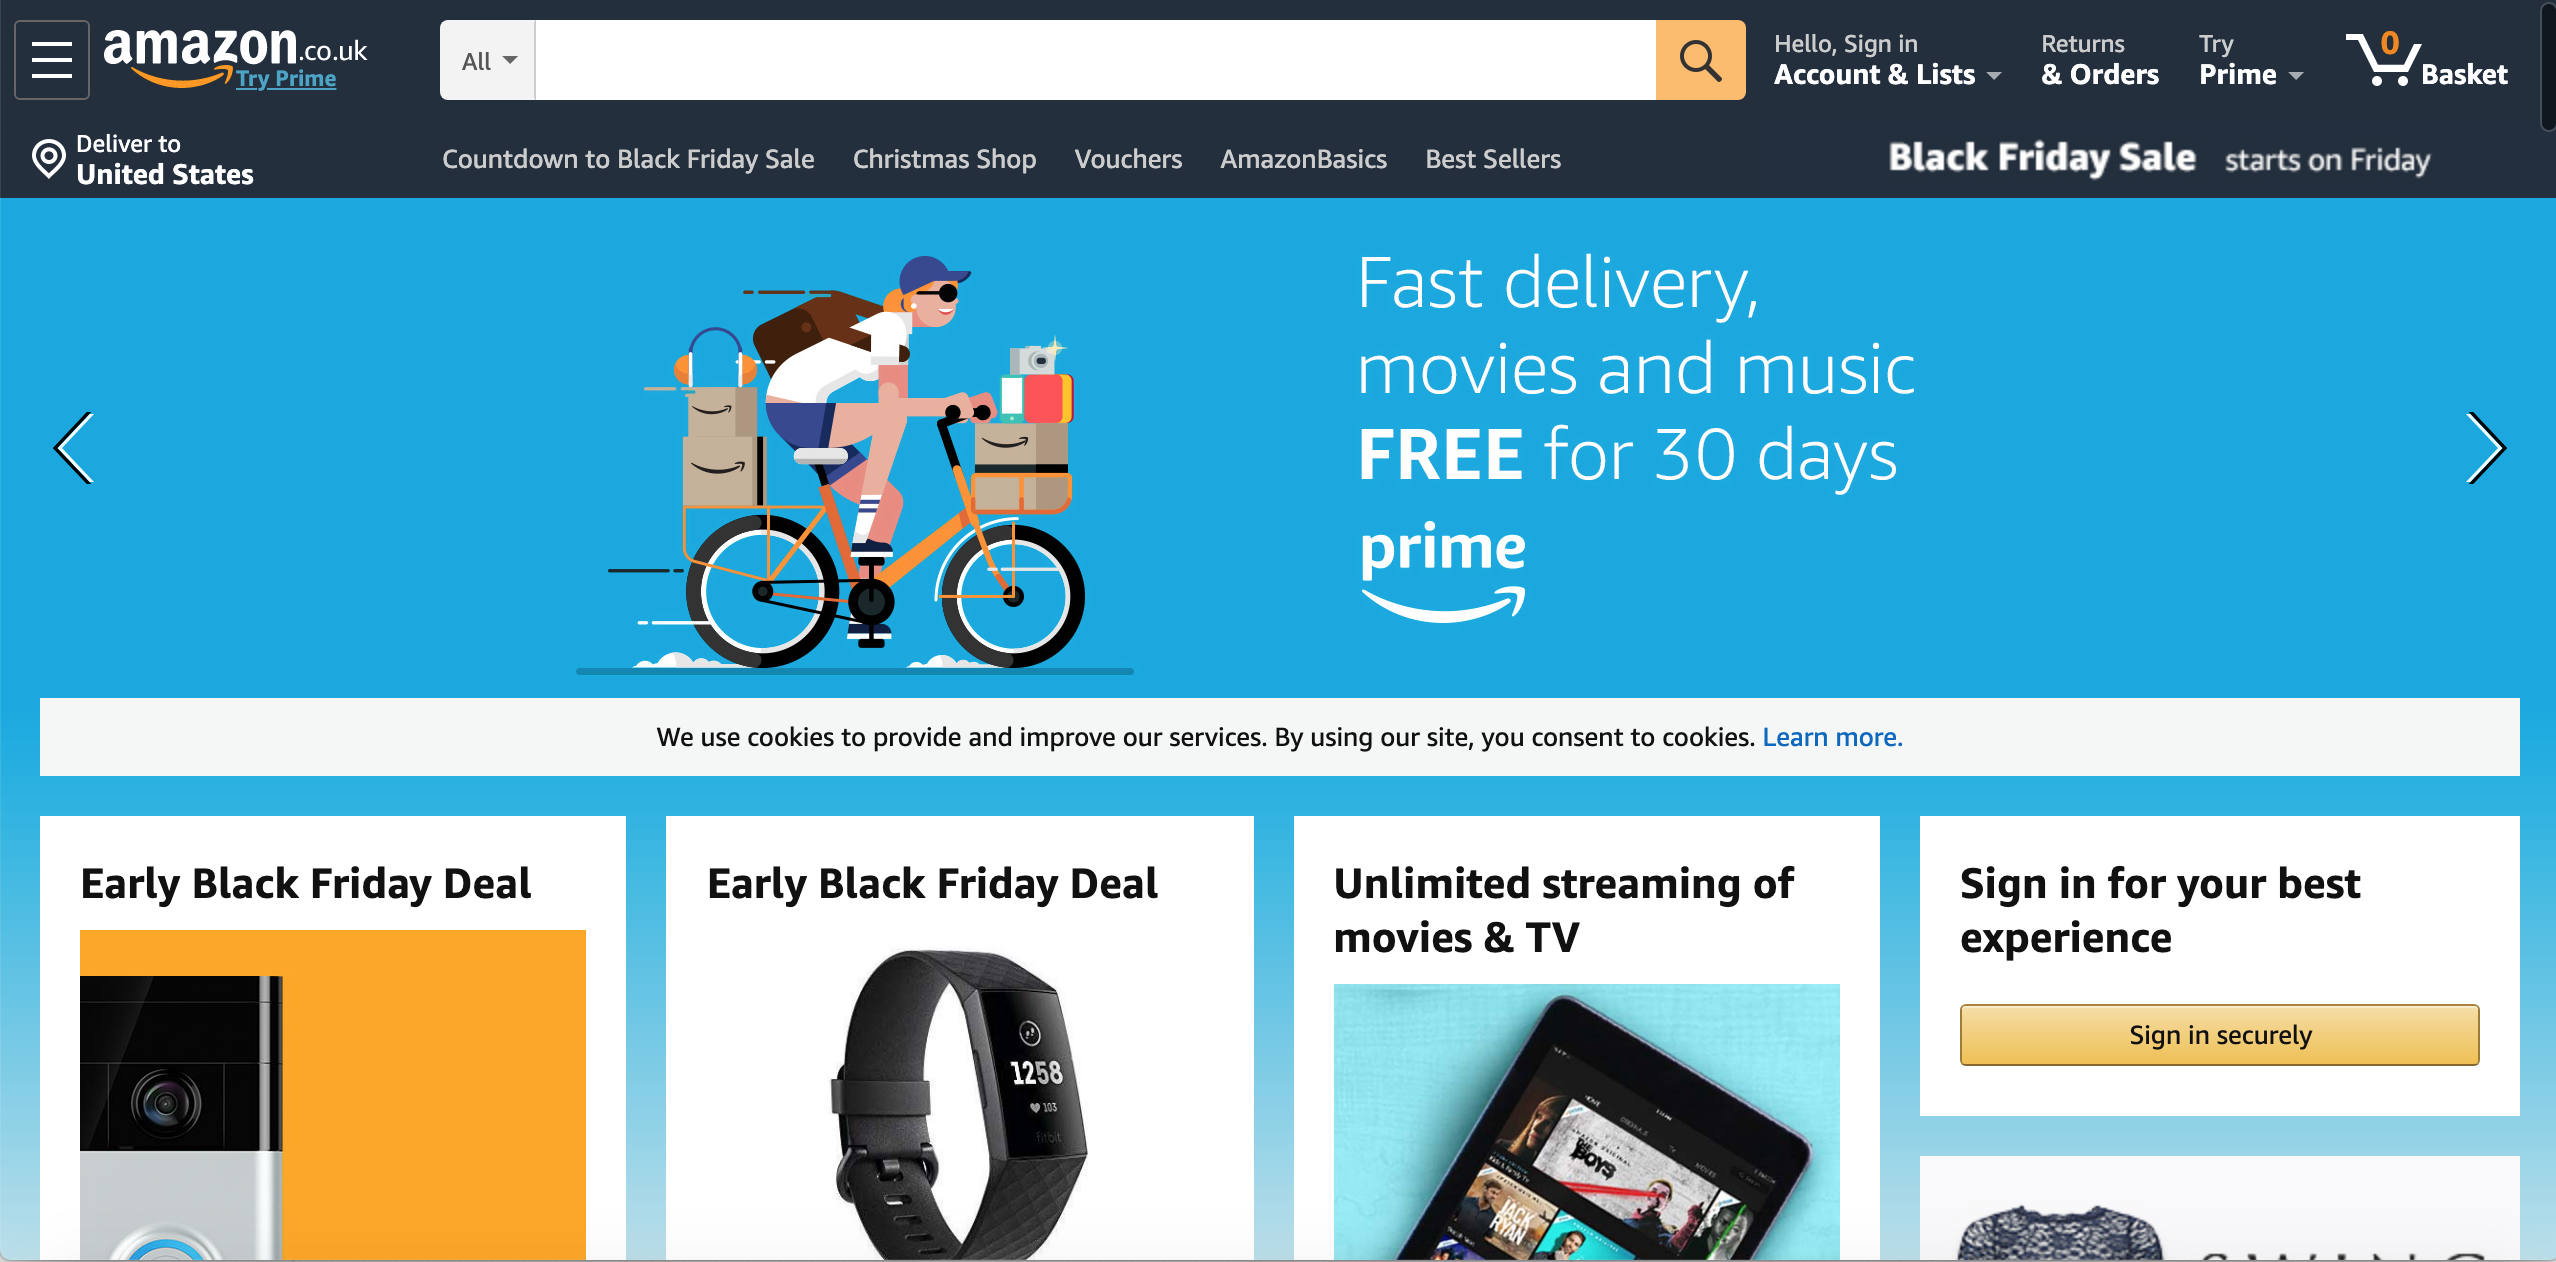 amazon.co.uk
Try Prime
All
Hello, Sign in
Account & Lists
Returns
& Orders
Try
Prime
0
Basket
Deliver to
United States
Countdown to Black Friday Sale
Christmas Shop
Vouchers
AmazonBasics
Best Sellers
Black Friday Sale starts on Friday
Fast delivery,
movies and music
FREE for 30 days
prime
We use cookies to provide and improve our services. By using our site, you consent to cookies. Learn more.
Early Black Friday Deal
Early Black Friday Deal
1258
103
fitbit
Unlimited streaming of
movies & TV
HOME
ORIGINALS
TV
MOVIES
THE
BOYS
JACK
RYAN
Sign in for your best
experience
Sign in securely